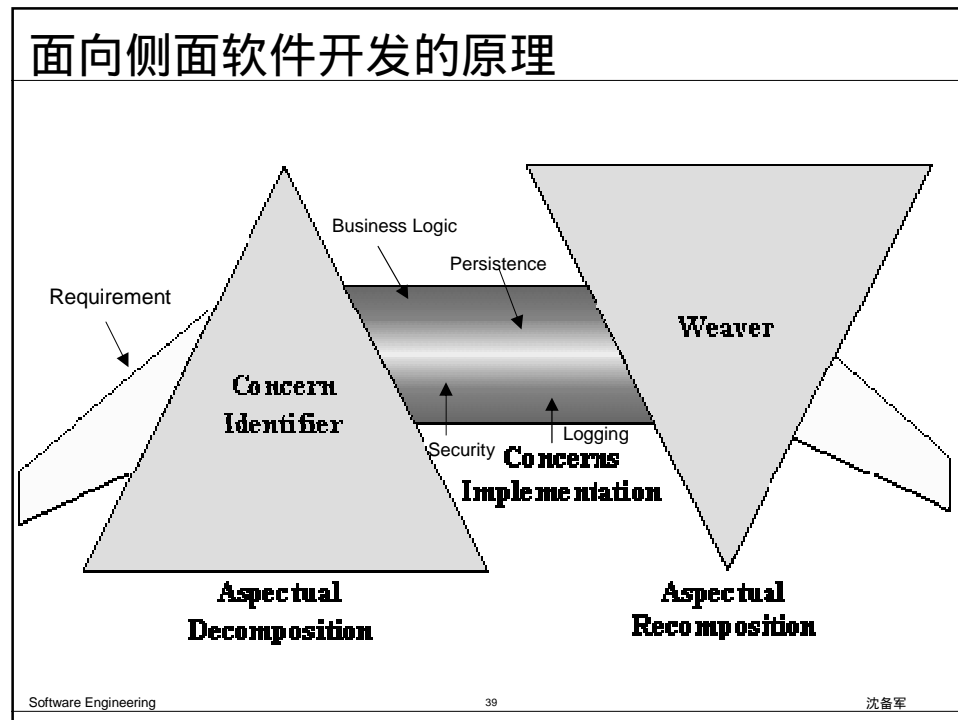 面向侧面软件开发的原理
Business Logic
Persistence
Requirement
Weaver
Concern
Identifier
Security
Logging
Concerns
Implementation
Aspectual
Decomposition
Aspectual
Recomposition
Software Engineering
39
沈备军